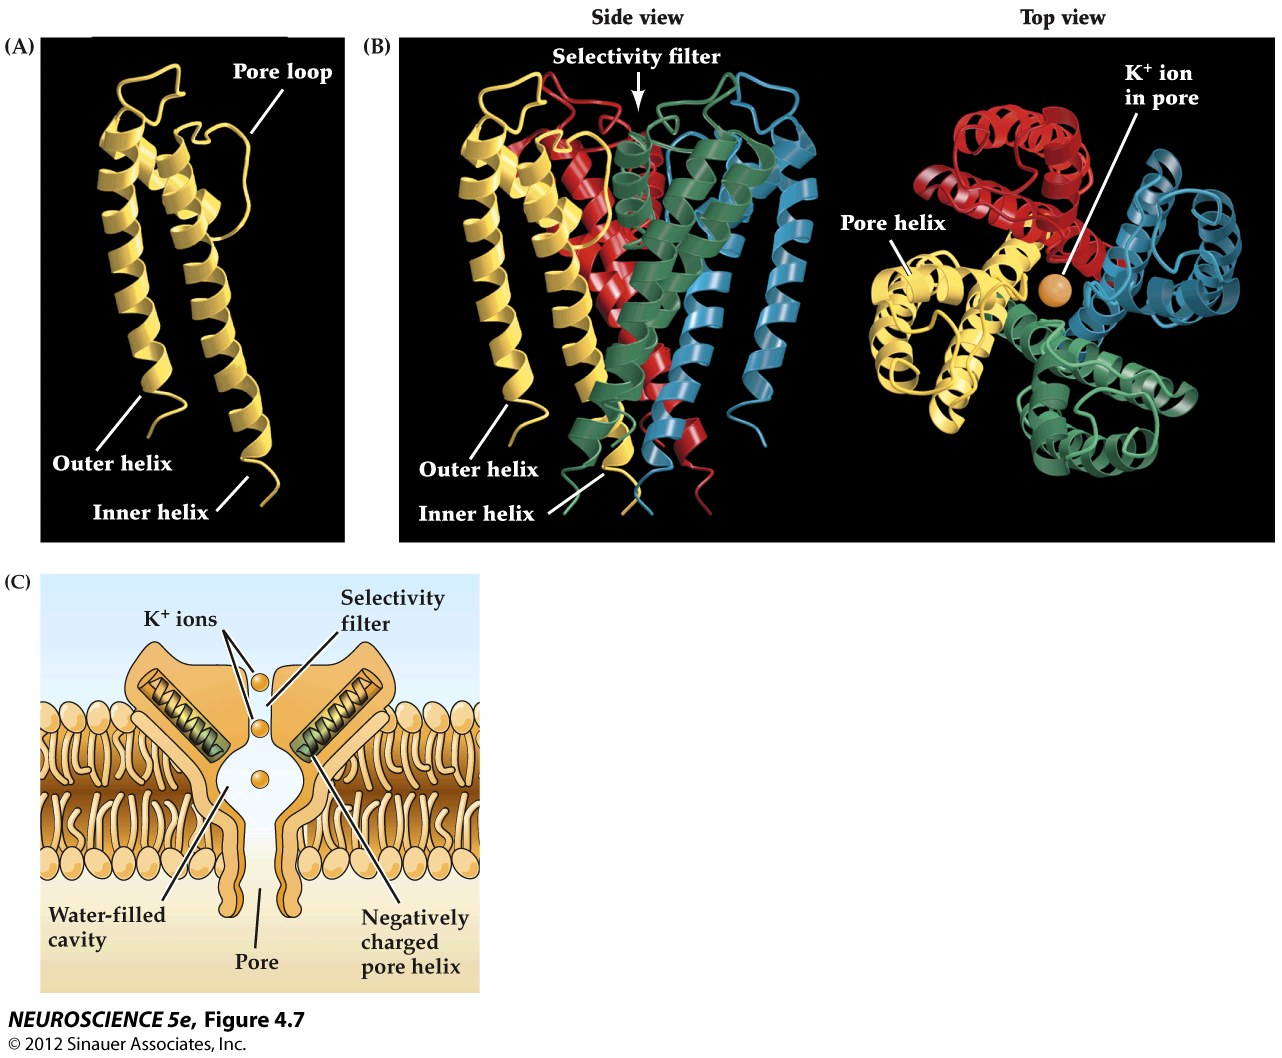 Side view
Top view
(A)
Pore loop
Outer helix
Inner helix
(B)
Selectivity filter
Outer helix
Inner helix
K+ ion
in pore
Pore helix
(C)
K+ ions
Selectivity
filter
Water-filled
cavity
Pore
Negatively
charged
pore helix
NEUROSCIENCE 5e, Figure 4.7
© 2012 Sinauer Associates, Inc.